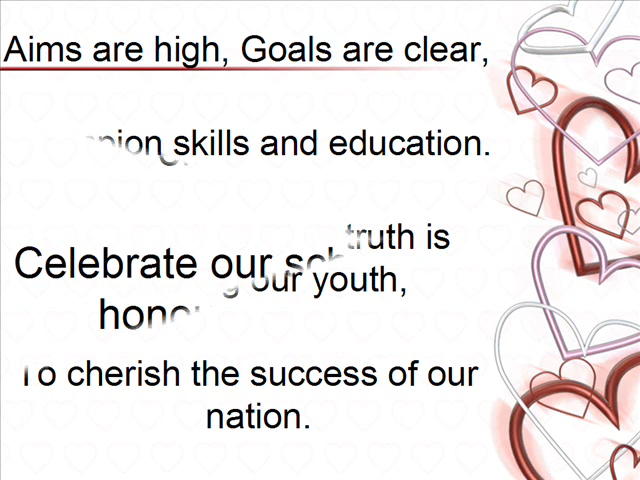 Aims are high, Goals are clear,
skills and education.
truth is
Celebrate our
our youth,
To cherish the success of our
nation.